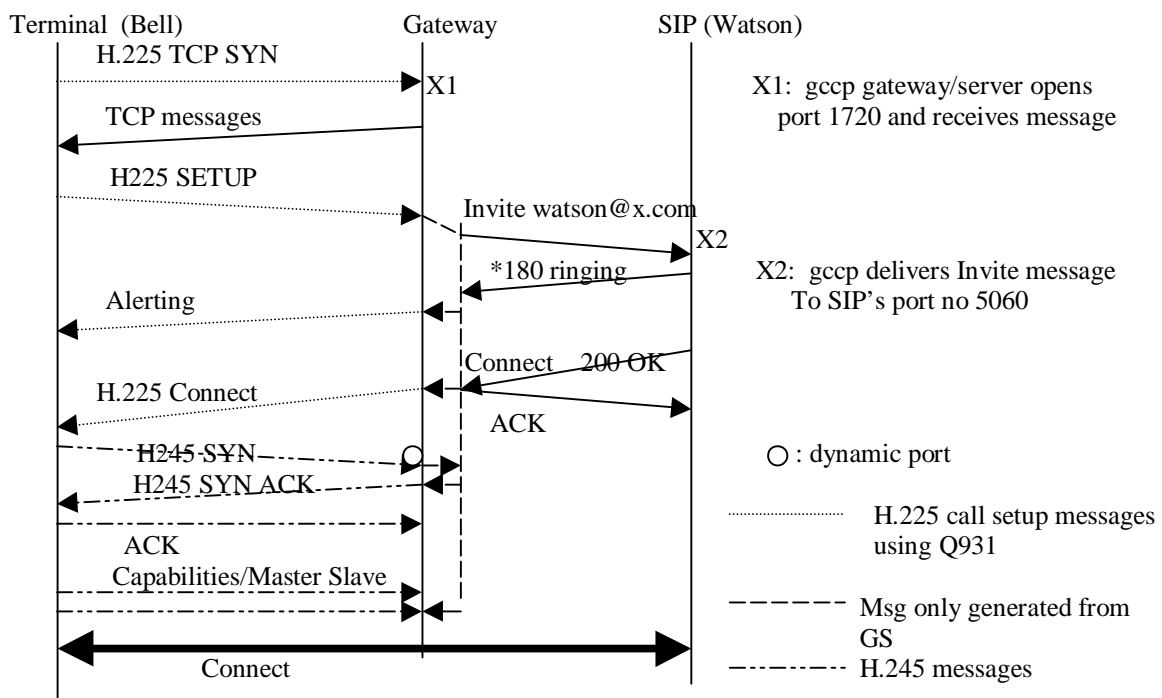 Terminal (Bell)
Gateway
SIP (Watson)
H.225 TCP SYN
X1
X1: gccp gateway/server opens
port 1720 and receives message
TCP messages
H225 SETUP
Invite watson@x.com
X2
*180 ringing
X2: gccp delivers Invite message
To SIP's port no 5060
Alerting
Connect 200 OK
H.225 Connect
ACK
H245 SYN
: dynamic port
H245 SYN ACK
H.225 call setup messages
using Q931
ACK
Capabilities/Master Slave
Msg only generated from
GS
Connect
H.245 messages